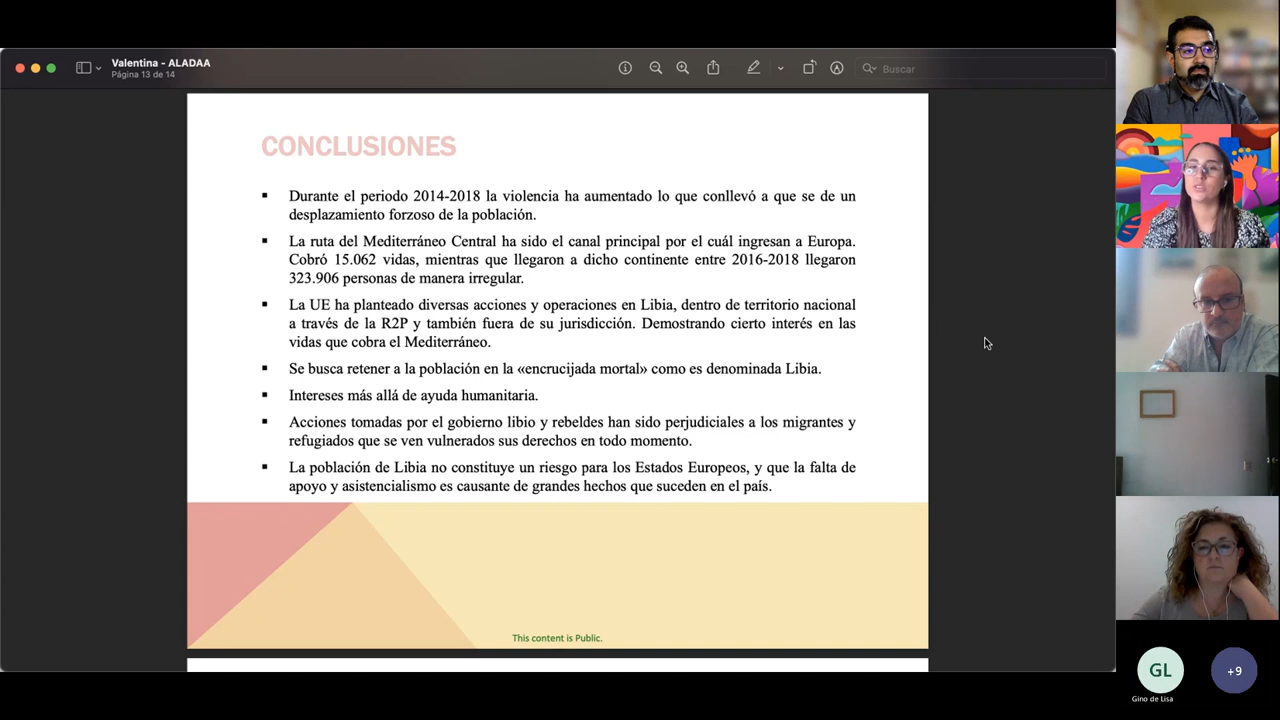 Valentina - ALADAA
Página 13 de 14
Buscar
CONCLUSIONES
▪ Durante el periodo 2014-2018 la violencia ha aumentado lo que conllevó a que se de un
desplazamiento forzoso de la población.
▪ La ruta del Mediterráneo Central ha sido el canal principal por el cuál ingresan a Europa.
Cobró 15.062 vidas, mientras que llegaron a dicho continente entre 2016-2018 llegaron
323.906 personas de manera irregular.
▪ La UE ha planteado diversas acciones y operaciones en Libia, dentro de territorio nacional
a través de la R2P y también fuera de su jurisdicción. Demostrando cierto interés en las
vidas que cobra el Mediterráneo.
▪ Se busca retener a la población en la «encrucijada mortal» como es denominada Libia.
▪ Intereses más allá de ayuda humanitaria.
▪ Acciones tomadas por el gobierno libio y rebeldes han sido perjudiciales a los migrantes y
refugiados que se ven vulnerados sus derechos en todo momento.
▪ La población de Libia no constituye un riesgo para los Estados Europeos, y que la falta de
apoyo y asistencialismo es causante de grandes hechos que suceden en el país.
This content is Public.
GL
+9
Gino de Lisa